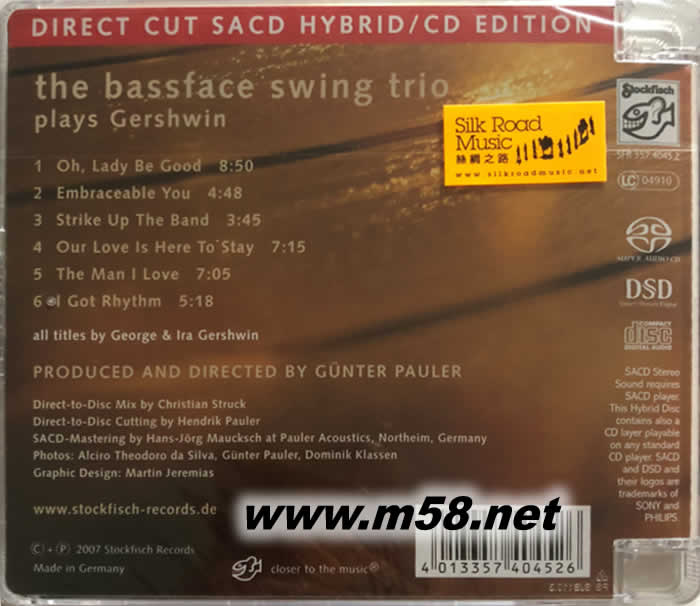 DIRECT CUT SACD HYBRID/CD EDITION
the bassface swing trio
plays Gershwin
1 Oh, Lady Be Good 8:50
2 Embraceable You 4:48
3 Strike Up The Band 3:45
4 Our Love Is Here To Stay 7:15
5 The Man I Love 7:05
6 I Got Rhythm 5:18
all titles by George & Ira Gershwin
PRODUCED AND DIRECTED BY GÜNTER PAULER
Direct-to-Disc Mix by Christian Struck
Direct-to-Disc Cutting by Hendrik Pauler
SACD-Mastering by Hans-Jörg Maucksch at Pauler Acoustics, Northeim, Germany
Photos: Alciro Theodoro da Silva, Günter Pauler, Dominik Klassen
Graphic Design: Martin Jeremias
www.stockfisch-records.de
© + ℗ 2007 Stockfisch Records
Made in Germany
closer to the music®
Silk Road
Music
絲綢之路
www.silkroadmusic.net
Stockfisch
SFR 357.4045.2
LC 04910
SUPER AUDIO CD
DSD
Direct Stream Digital
COMPACT
disc
DIGITAL AUDIO
SACD Stereo
Sound requires
SACD player.
This Hybrid Disc
contains also a
CD layer playable
on any standard
CD player. SACD
and DSD and
their logos are
trademarks of
SONY and
PHILIPS.
www.m58.net
4 013357 404526